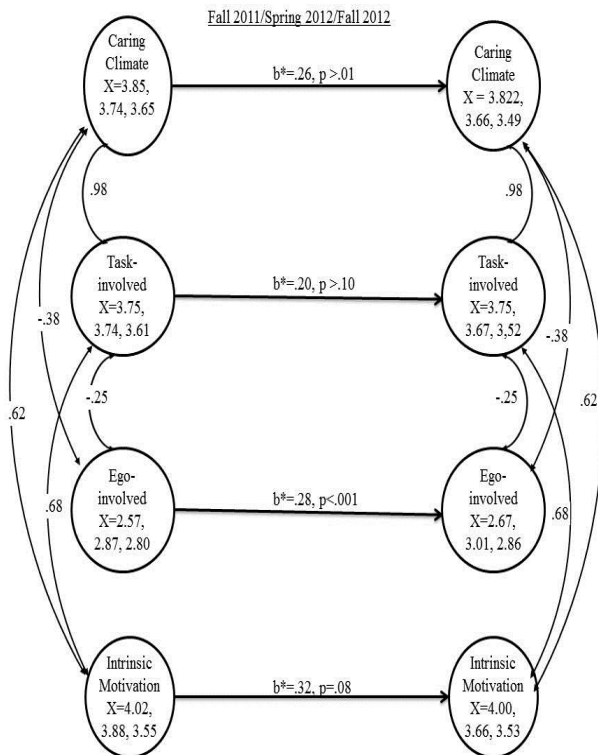 Fall 2011/Spring 2012/Fall 2012
Caring
Climate
X=3.85,
3.74, 3.65
b*=.26, p >.01
Caring
Climate
X = 3.822,
3.66, 3.49
.98
.98
Task-
involved
X=3.75,
3.74, 3.61
b*=.20, p >.10
Task-
involved
X=3.75,
3.67, 3,52
-.38
-.38
-.25
-.25
.62
.62
Ego-
involved
X=2.57,
2.87, 2.80
b*=.28, p<.001
Ego-
involved
X=2.67,
3.01, 2.86
.68
.68
Intrinsic
Motivation
X=4.02,
3.88, 3.55
b*=.32, p=.08
Intrinsic
Motivation
X=4.00,
3.66, 3.53